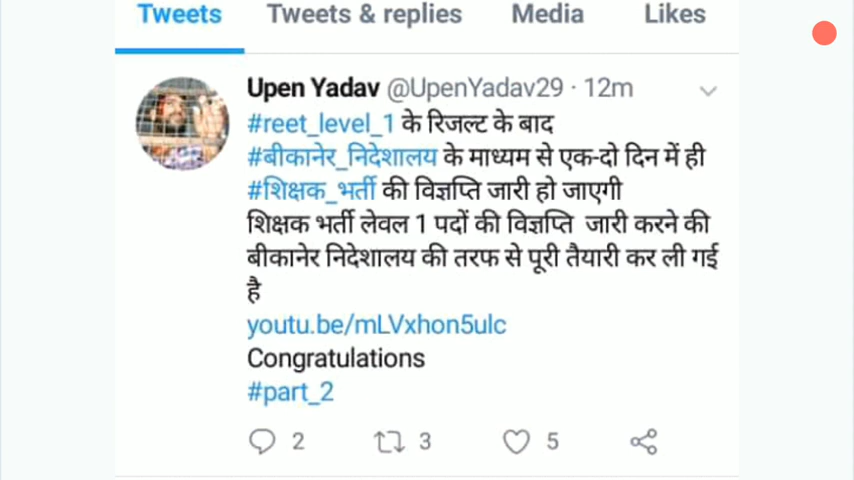 Tweets Tweets & replies Media Likes
Upen Yadav @UpenYadav29 · 12m
#reet_level_1 के रिजल्ट के बाद
#बीकानेर_निदेशालय के माध्यम से एक-दो दिन में ही
#शिक्षक_भर्ती की विज्ञप्ति जारी हो जाएगी
शिक्षक भर्ती लेवल 1 पदों की विज्ञप्ति जारी करने की
बीकानेर निदेशालय की तरफ से पूरी तैयारी कर ली गई
है
youtu.be/mLVxhon5ulc
Congratulations
#part_2
2 3 5